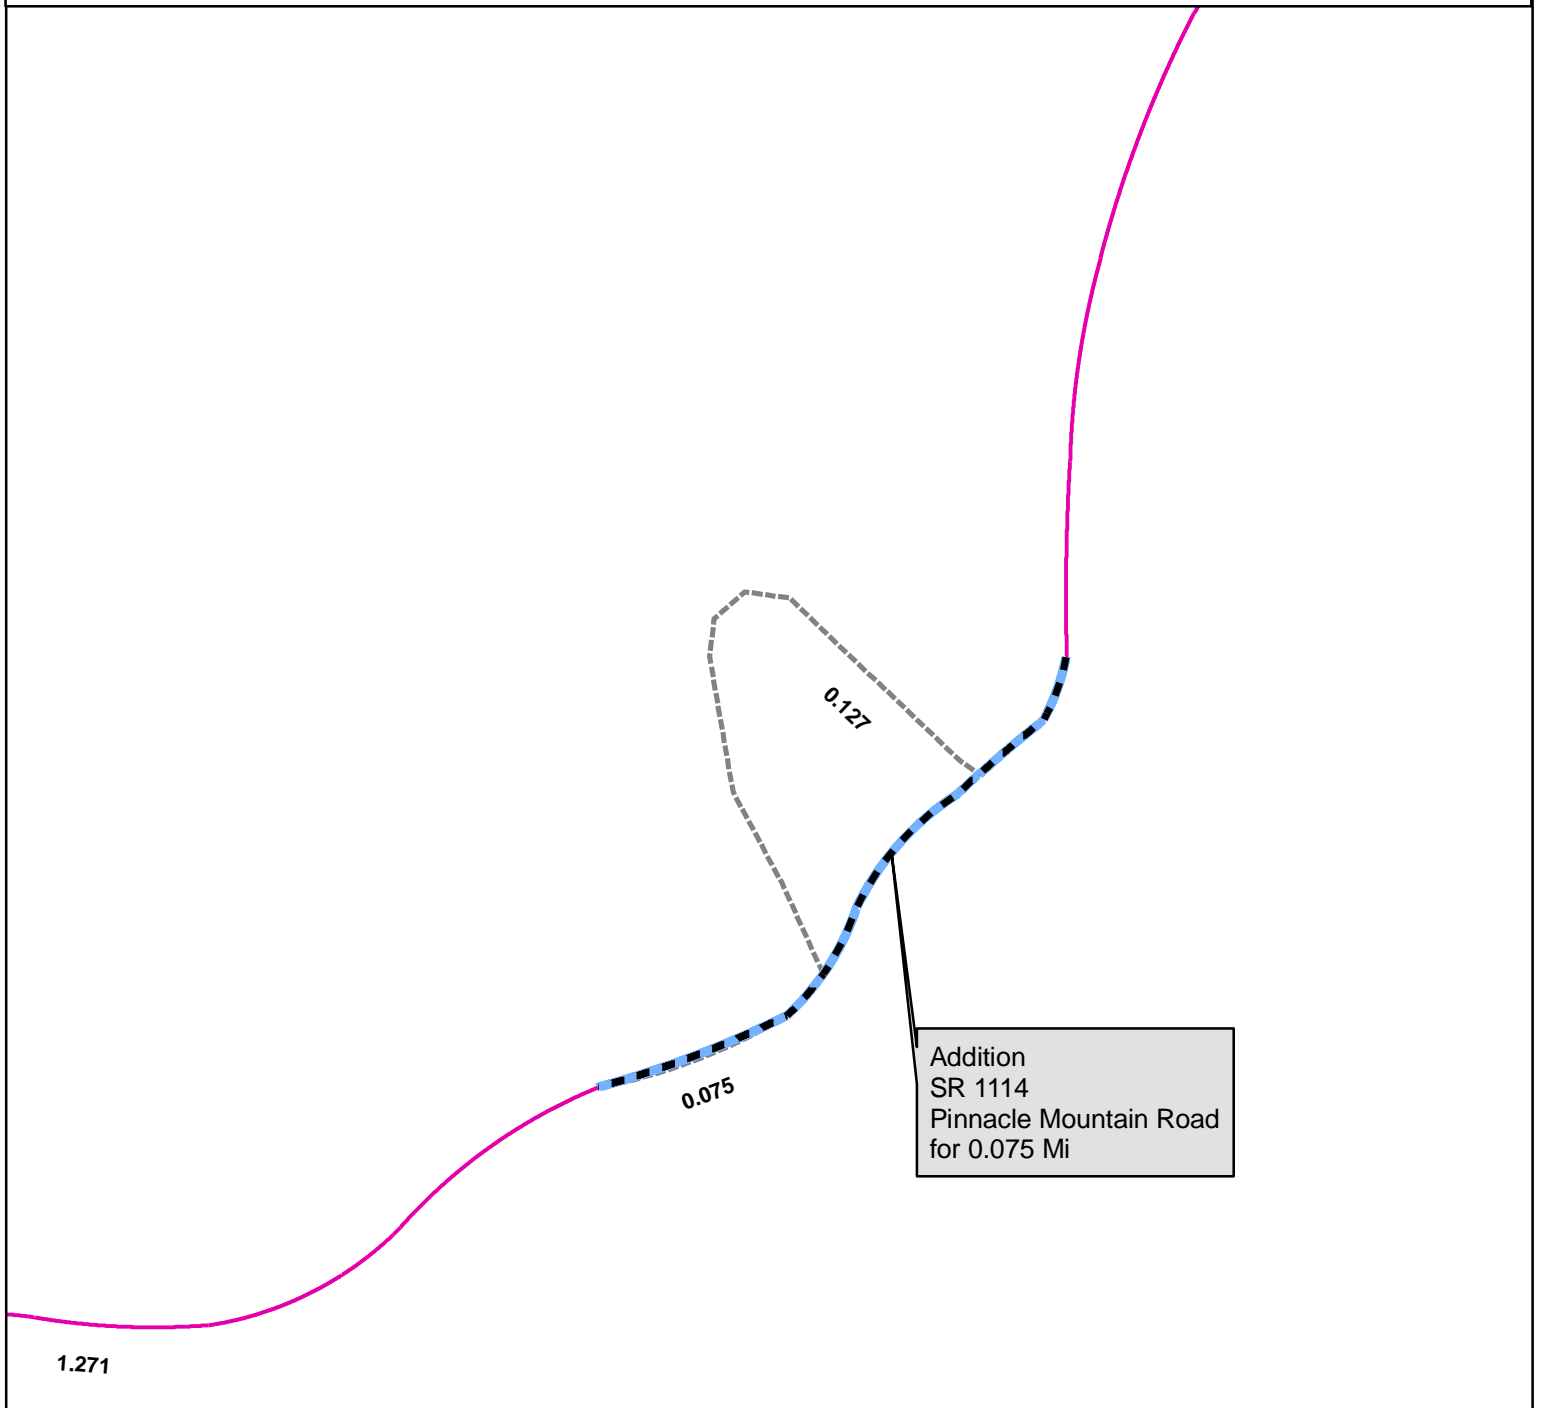 0.127
Addition
SR 1114
Pinnacle Mountain Road
for 0.075 Mi
0.075
1.271